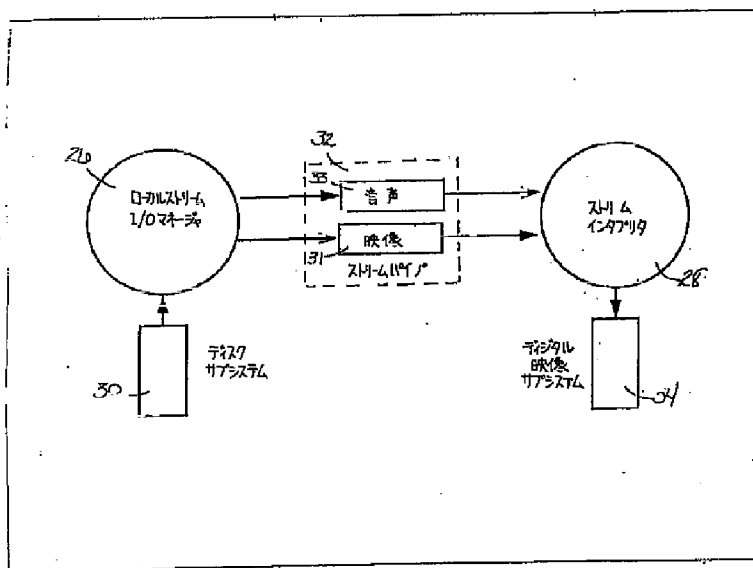 26
ローカルストリーム
I/Oマネージャ
32
33
音声
31
映像
ストリームパイプ
ストリーム
インタプリタ
28
30
ディスク
サブシステム
ディジタル
映像
サブシステム
34